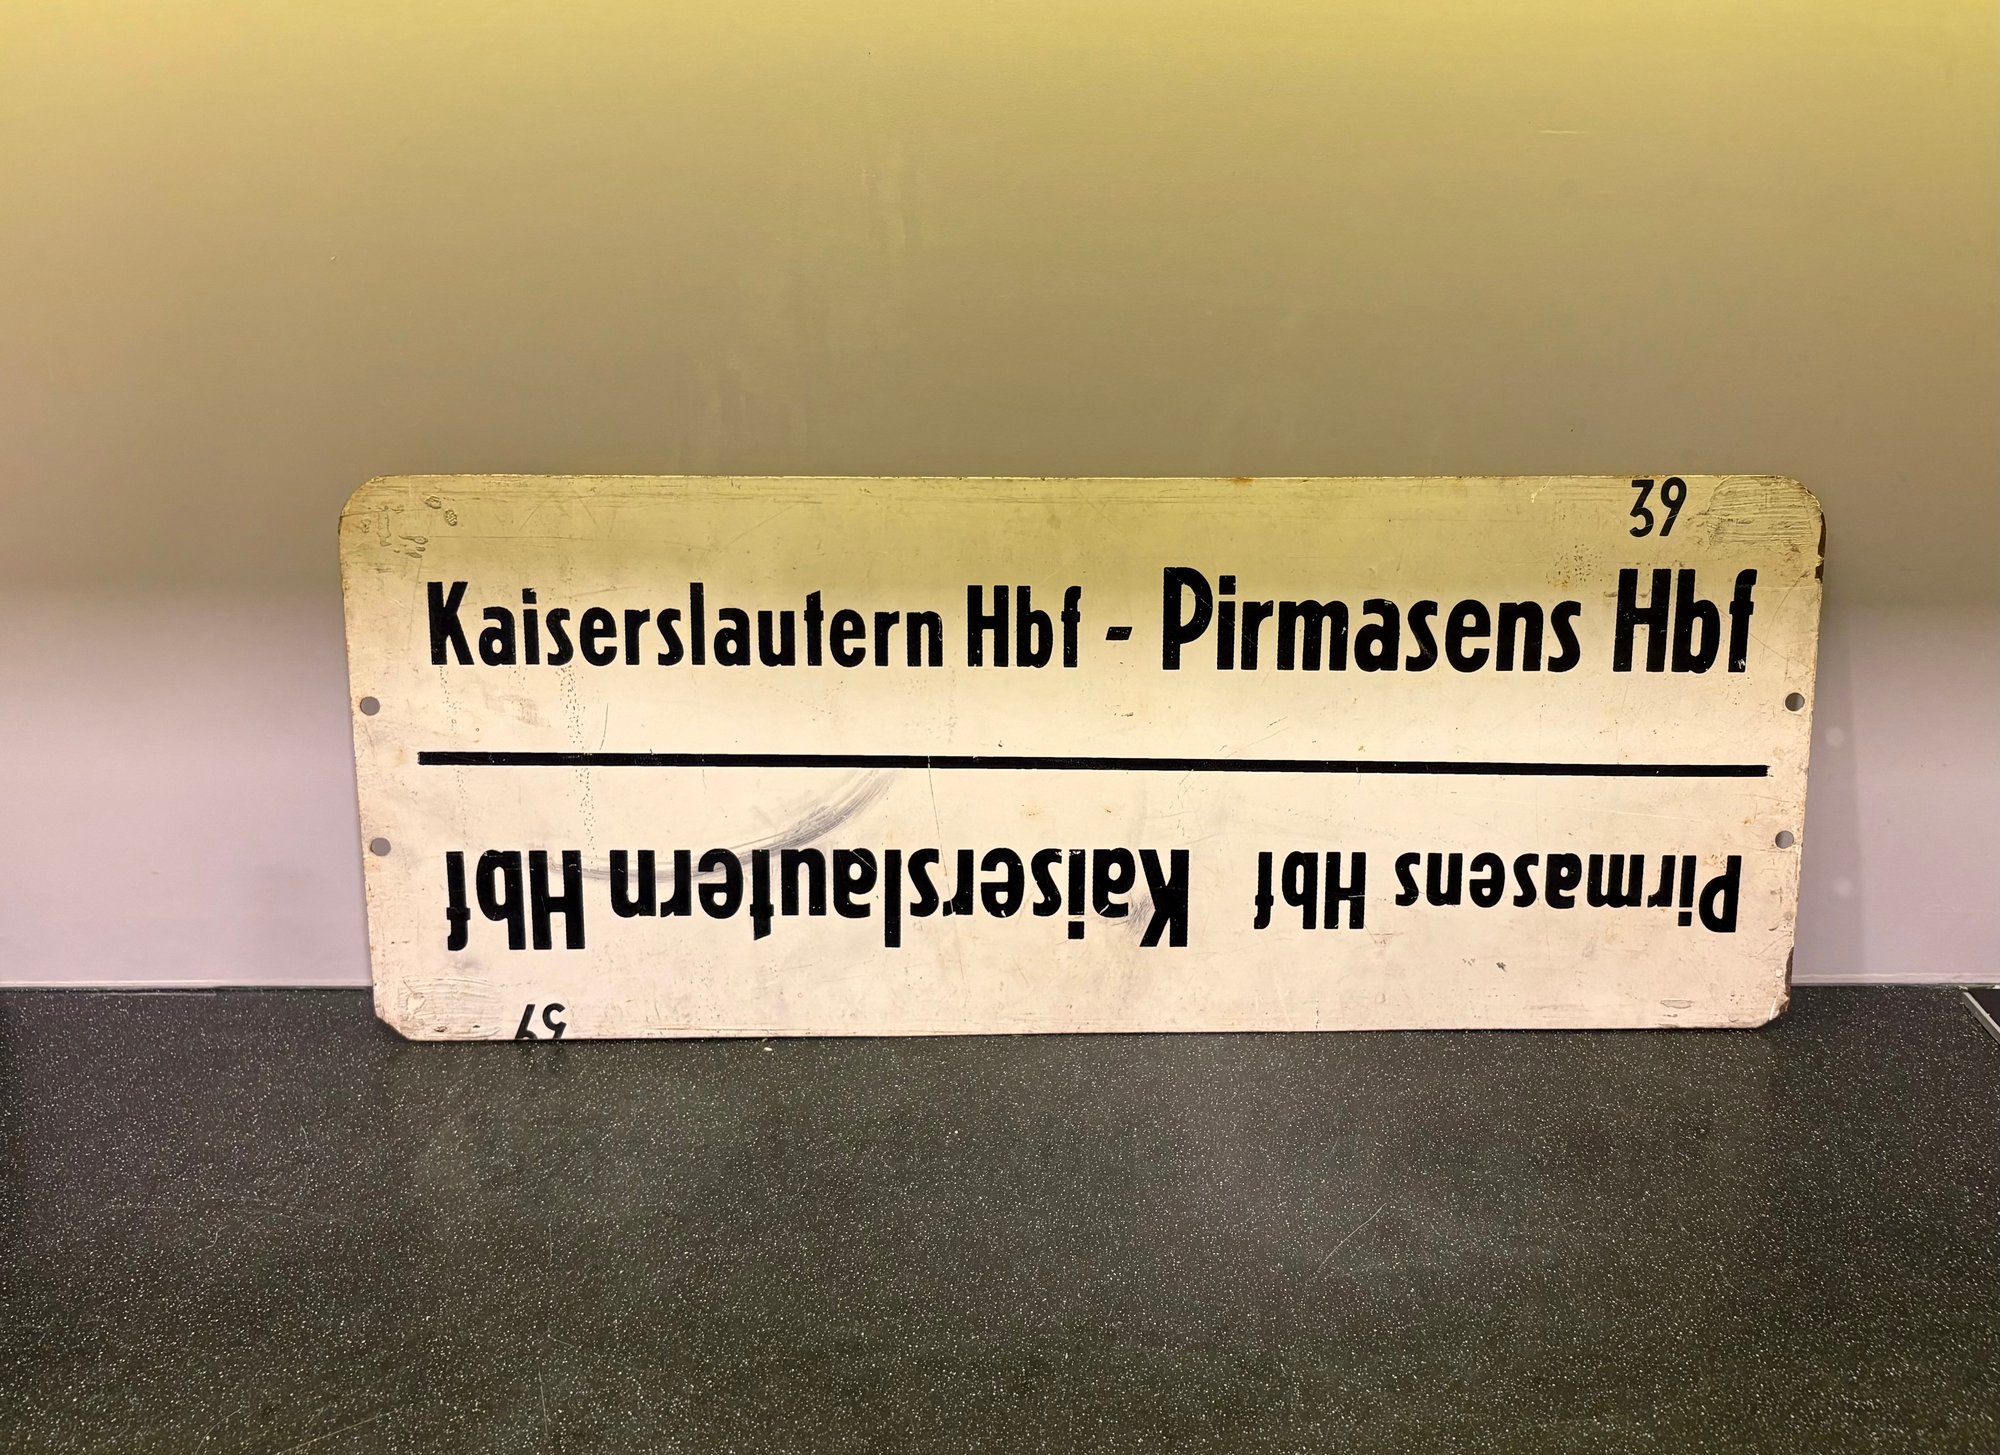 39
Kaiserslautern Hbf - Pirmasens Hbf
39
Pirmasens Hbf Kaiserslautern Hbf